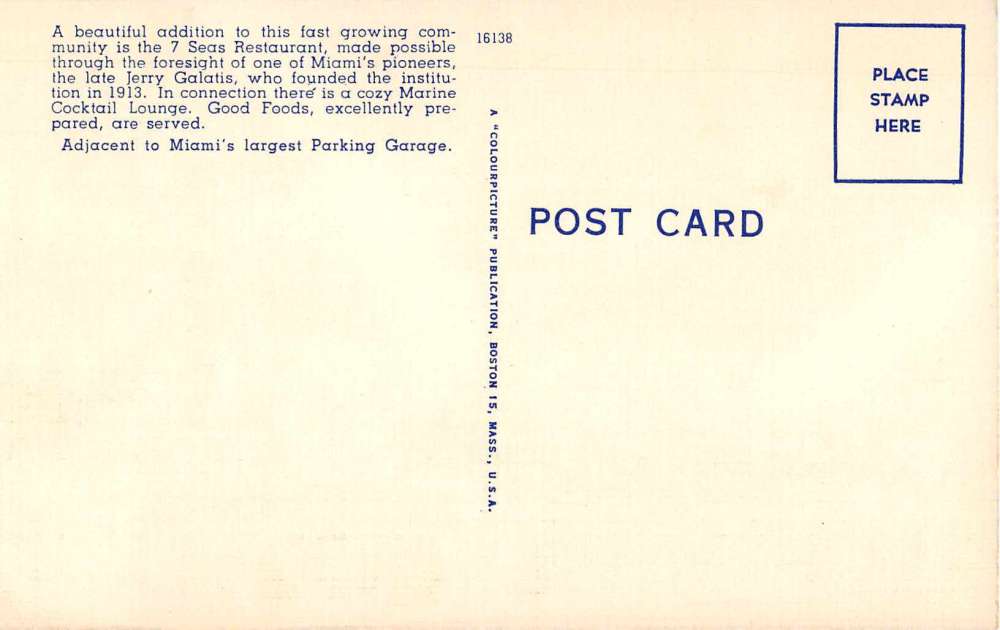 A beautiful addition to this fast growing com-
munity is the 7 Seas Restaurant, made possible
through the foresight of one of Miami's pioneers,
the late Jerry Galatis, who founded the institu-
tion in 1913. In connection there is a cozy Marine
Cocktail Lounge. Good Foods, excellently pre-
pared, are served.
Adjacent to Miami's largest Parking Garage.
16138
A "COLOURPICTURE" PUBLICATION, BOSTON 15, MASS., U.S.A.
POST CARD
PLACE
STAMP
HERE